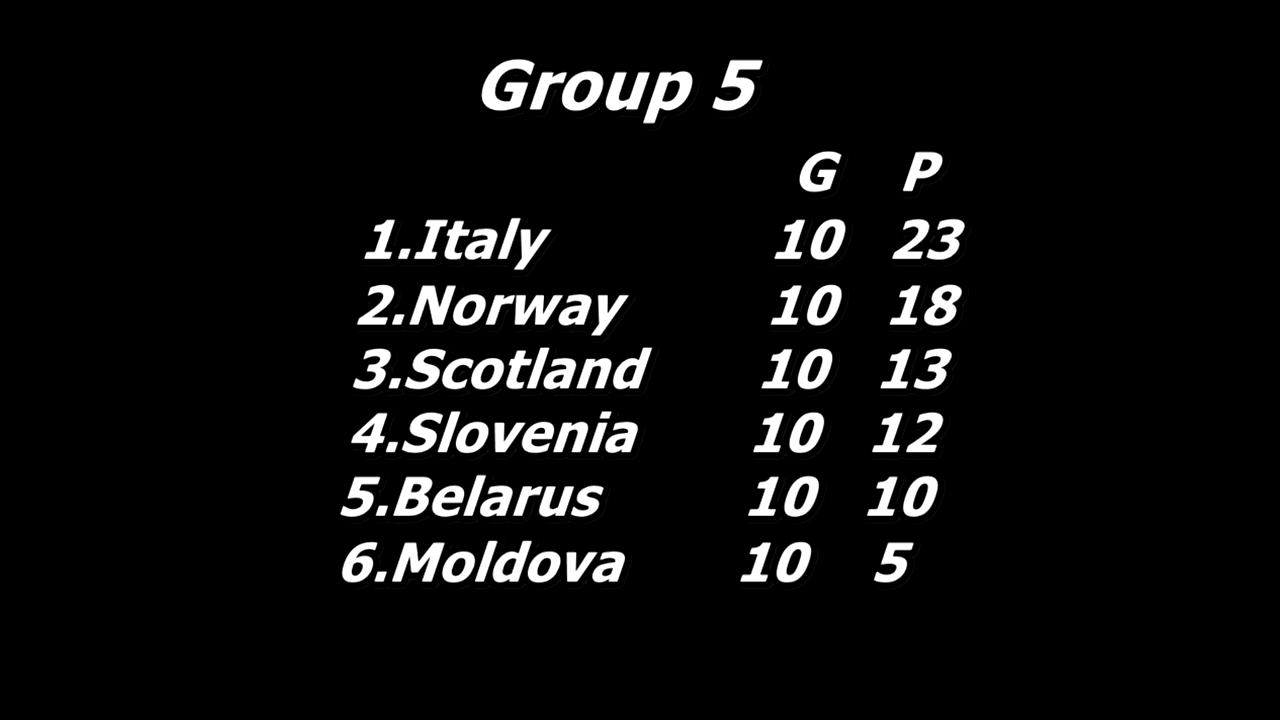 Group 5
G P
1.Italy 10 23
2.Norway 10 18
3.Scotland 10 13
4.Slovenia 10 12
5.Belarus 10 10
6.Moldova 10 5